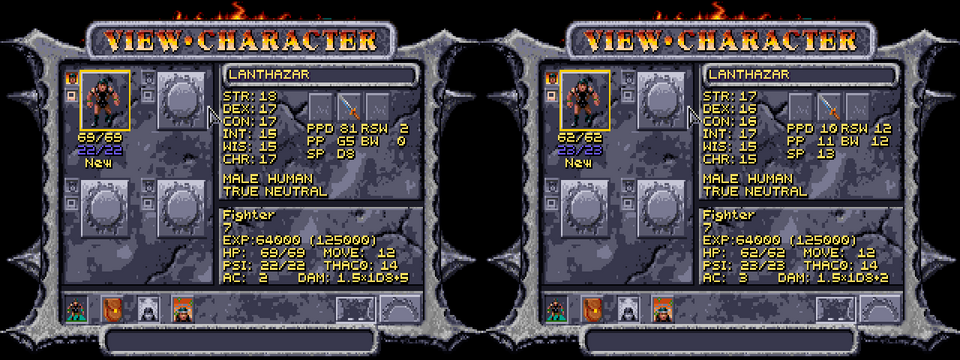 VIEW•CHARACTER
LANTHAZAR
STR: 18
DEX: 17
CON: 17
INT: 15
WIS: 15
CHR: 17
PPD 81 RSW 2
PP G5 BW 0
SP D8
69/69
22/22
New
MALE HUMAN
TRUE NEUTRAL
Fighter
7
EXP:64000 (125000)
HP: 69/69 MOVE: 12
PSI: 22/22 THAC0: 14
AC: 2 DAM: 1.5×1D8+5
VIEW•CHARACTER
LANTHAZAR
STR: 17
DEX: 16
CON: 16
INT: 17
WIS: 15
CHR: 15
PPD 10 RSW 12
PP 11 BW 12
SP 13
62/62
23/23
New
MALE HUMAN
TRUE NEUTRAL
Fighter
7
EXP:64000 (125000)
HP: 62/62 MOVE: 12
PSI: 23/23 THAC0: 14
AC: 3 DAM: 1.5×1D8+2